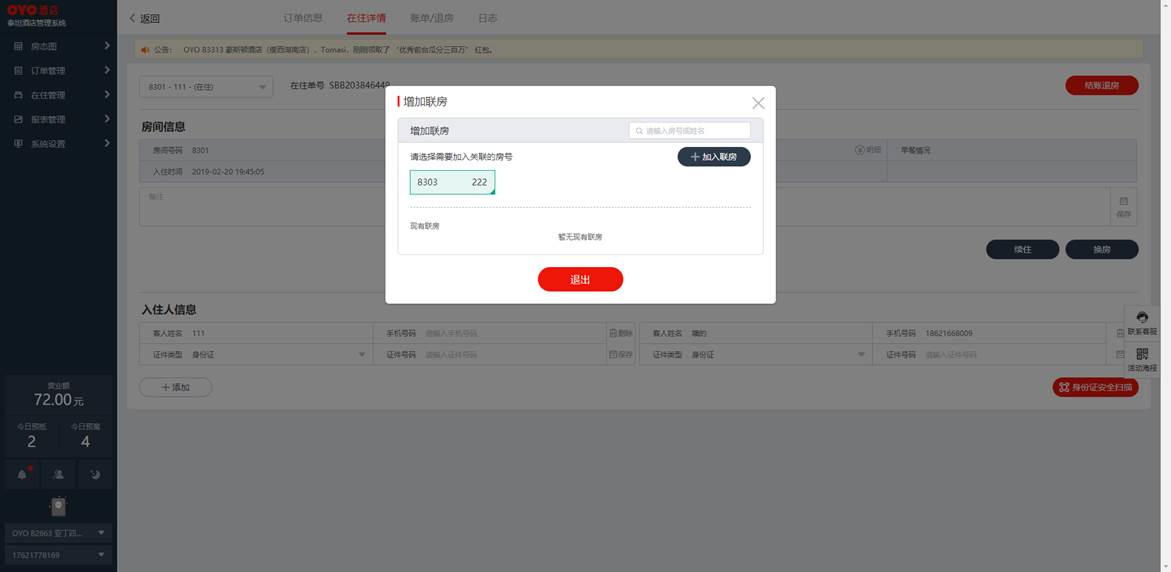 OYO 酒店
泰坦酒店管理系统
房态图
订单管理
在住管理
报表管理
系统设置
营业额
72.00元
今日预抵
今日预离
2
4
OYO 82663 亚丁四...
17621778169
返回
订单信息
在住详情
账单/退房
日志
公告: OYO 83313 豪斯顿酒店（瘦西湖南店），Tomasi，刚刚领取了 “优秀前台瓜分三百万” 红包。
8301 - 111 - (在住)
在住单号 SBB203846449
结账退房
房间信息
房间号码 8301
明细
早餐情况
入住时间 2019-02-20 19:45:05
备注
保存
续住
换房
增加联房
增加联房
请输入房号或姓名
请选择需要加入关联的房号
加入联房
8303 222
现有联房
暂无现有联房
退出
入住人信息
客人姓名 111
手机号码 请输入手机号码
删除
客人姓名
手机号码 18621668009
证件类型 身份证
证件号码 请输入证件号码
保存
证件类型 身份证
证件号码 请输入证件号码
添加
身份证安全扫描
联系客服
活动海报